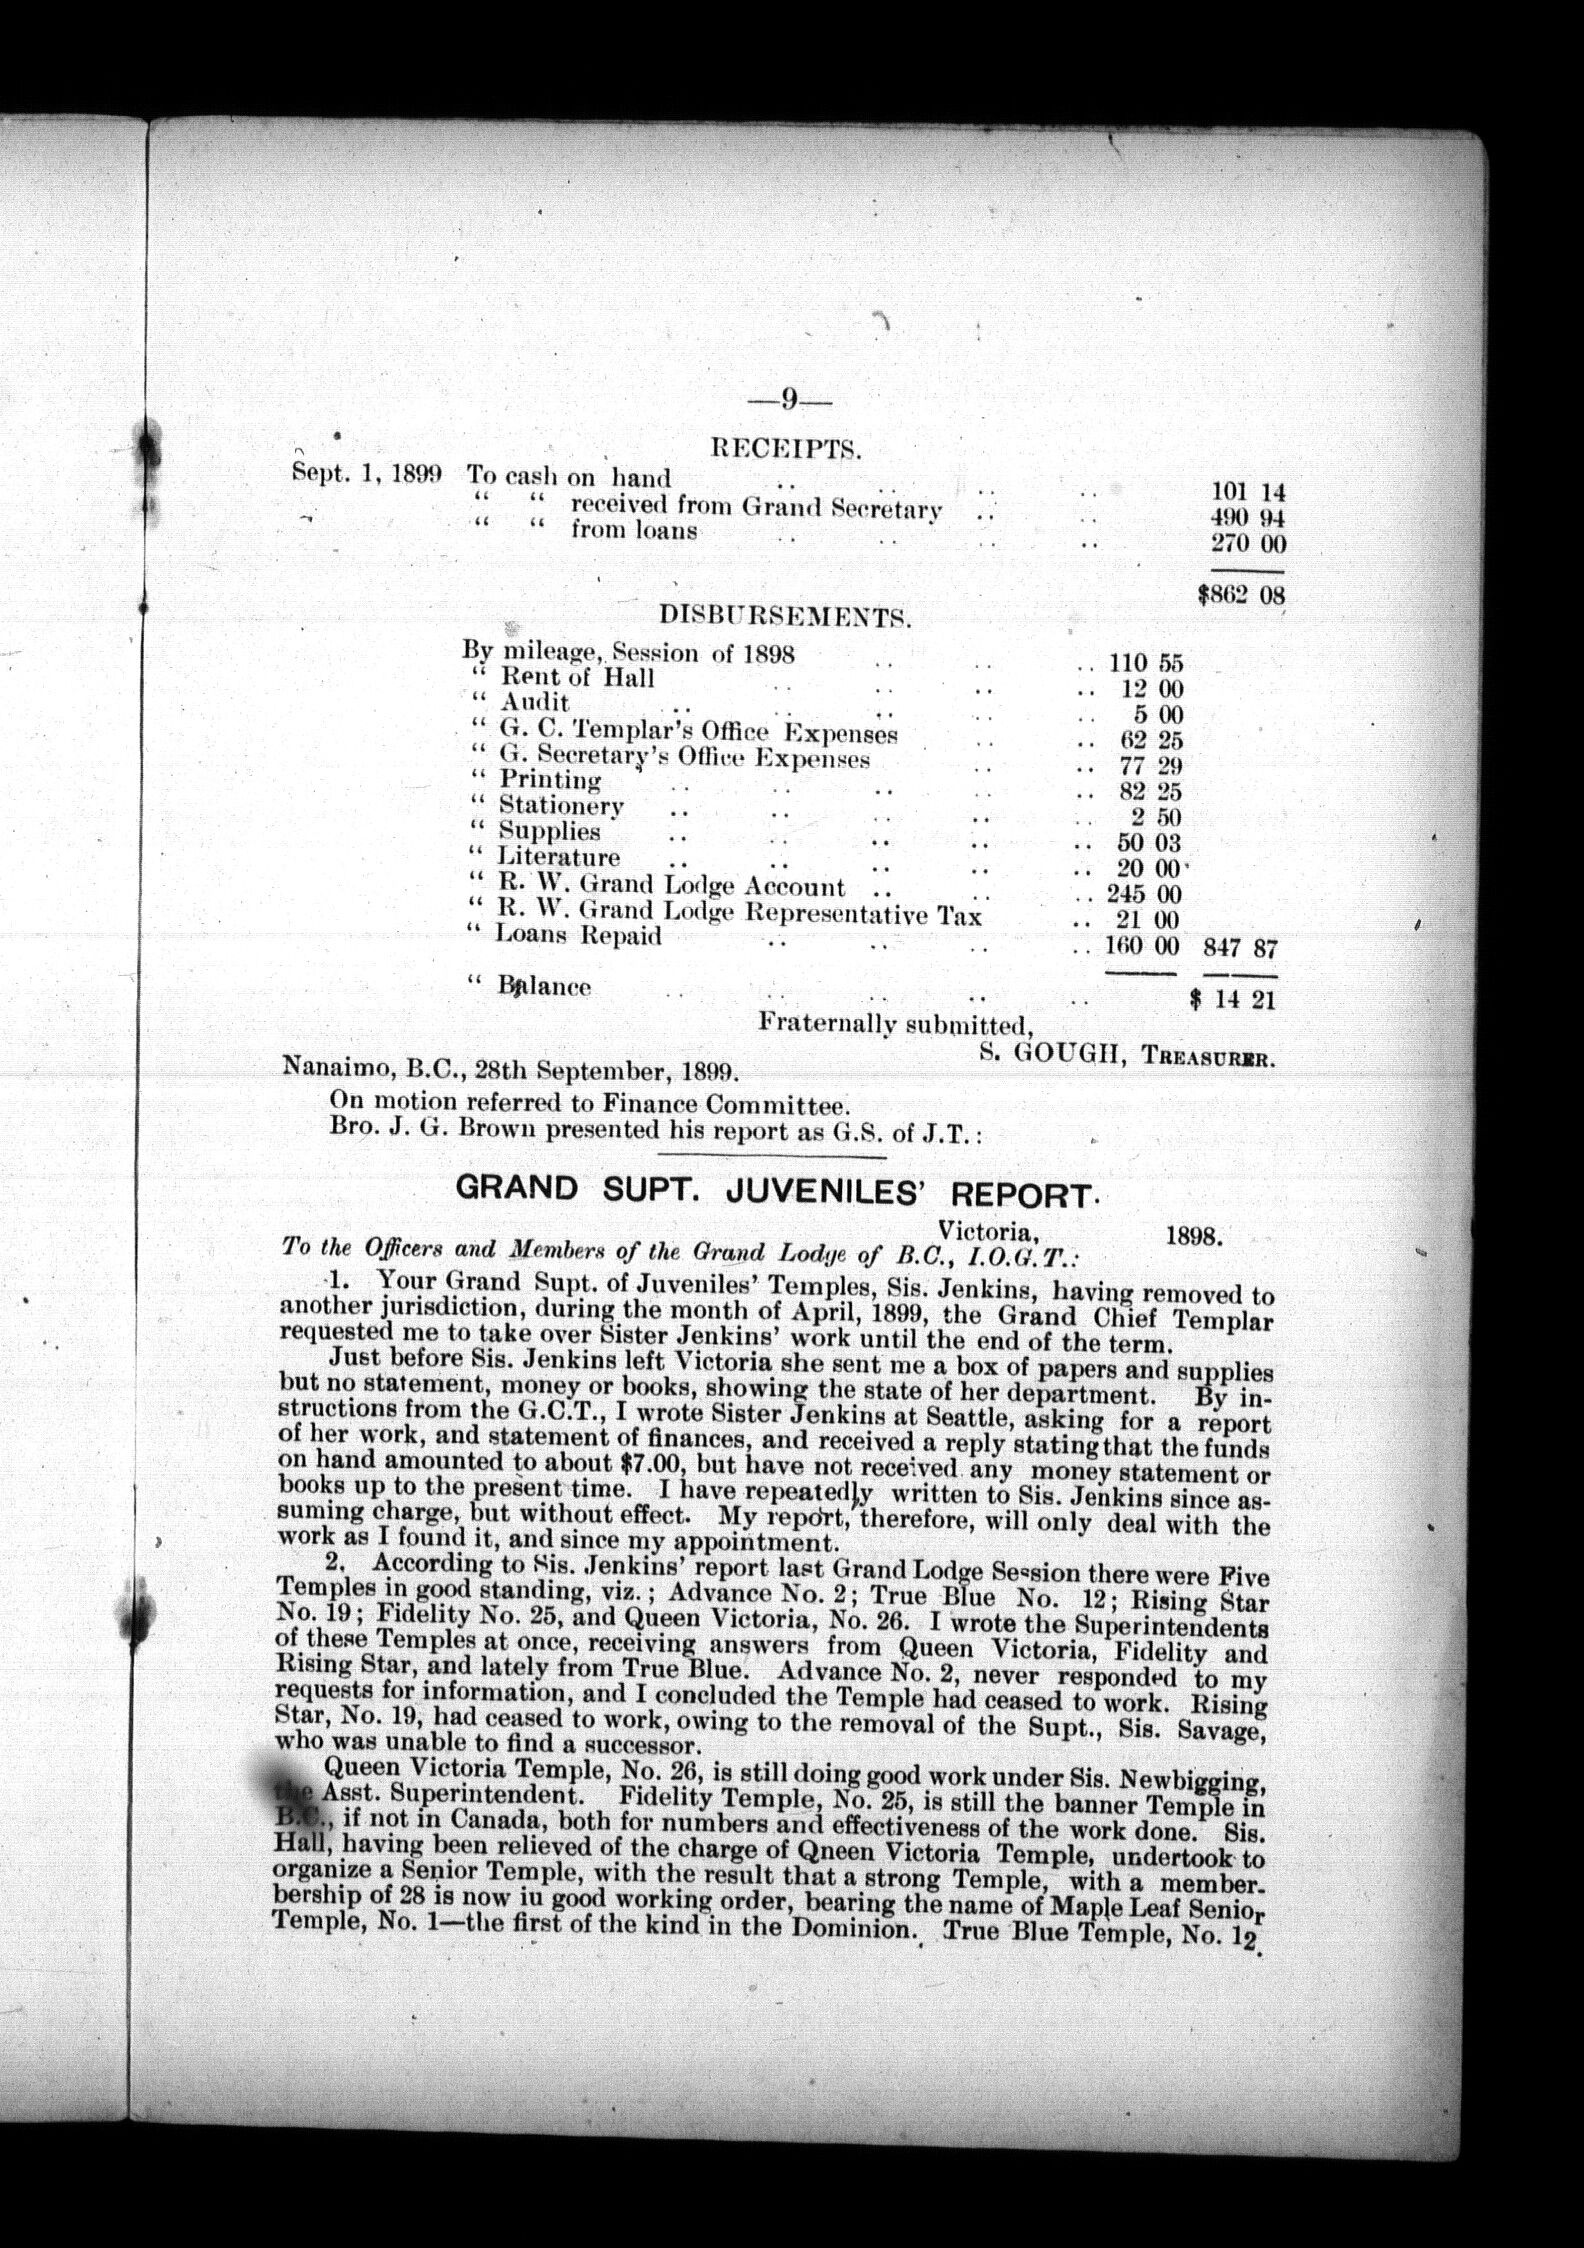 —9—
RECEIPTS.
Sept. 1, 1899 To cash on hand .. .. .. .. 101 14
“ “ received from Grand Secretary .. .. 490 94
“ “ from loans .. .. .. .. 270 00
$862 08
DISBURSEMENTS.
By mileage, Session of 1898 .. .. .. 110 55
“ Rent of Hall .. .. .. .. 12 00
“ Audit .. .. .. .. .. 5 00
“ G. C. Templar's Office Expenses .. .. 62 25
“ G. Secretary's Office Expenses .. .. 77 29
“ Printing .. .. .. .. .. 82 25
“ Stationery .. .. .. .. .. 2 50
“ Supplies .. .. .. .. .. 50 03
“ Literature .. .. .. .. .. 20 00
“ R. W. Grand Lodge Account .. .. .. 245 00
“ R. W. Grand Lodge Representative Tax .. 21 00
“ Loans Repaid .. .. .. .. 160 00 847 87
“ Balance .. .. .. .. .. $ 14 21
Fraternally submitted,
S. GOUGH, TREASURER.
Nanaimo, B.C., 28th September, 1899.
On motion referred to Finance Committee.
Bro. J. G. Brown presented his report as G.S. of J.T.:
GRAND SUPT. JUVENILES' REPORT.
Victoria, 1898.
To the Officers and Members of the Grand Lodge of B.C., I.O.G.T.:
1. Your Grand Supt. of Juveniles' Temples, Sis. Jenkins, having removed to
another jurisdiction, during the month of April, 1899, the Grand Chief Templar
requested me to take over Sister Jenkins' work until the end of the term.
Just before Sis. Jenkins left Victoria she sent me a box of papers and supplies
but no statement, money or books, showing the state of her department. By in-
structions from the G.C.T., I wrote Sister Jenkins at Seattle, asking for a report
of her work, and statement of finances, and received a reply stating that the funds
on hand amounted to about $7.00, but have not received any money statement or
books up to the present time. I have repeatedly written to Sis. Jenkins since as-
suming charge, but without effect. My report, therefore, will only deal with the
work as I found it, and since my appointment.
2. According to Sis. Jenkins' report last Grand Lodge Session there were Five
Temples in good standing, viz.; Advance No. 2; True Blue No. 12; Rising Star
No. 19; Fidelity No. 25, and Queen Victoria, No. 26. I wrote the Superintendents
of these Temples at once, receiving answers from Queen Victoria, Fidelity and
Rising Star, and lately from True Blue. Advance No. 2, never responded to my
requests for information, and I concluded the Temple had ceased to work. Rising
Star, No. 19, had ceased to work, owing to the removal of the Supt., Sis. Savage,
who was unable to find a successor.
Queen Victoria Temple, No. 26, is still doing good work under Sis. Newbigging,
the Asst. Superintendent. Fidelity Temple, No. 25, is still the banner Temple in
B.C., if not in Canada, both for numbers and effectiveness of the work done. Sis.
Hall, having been relieved of the charge of Qneen Victoria Temple, undertook to
organize a Senior Temple, with the result that a strong Temple, with a member-
bership of 28 is now iu good working order, bearing the name of Maple Leaf Senior
Temple, No. 1—the first of the kind in the Dominion. True Blue Temple, No. 12.